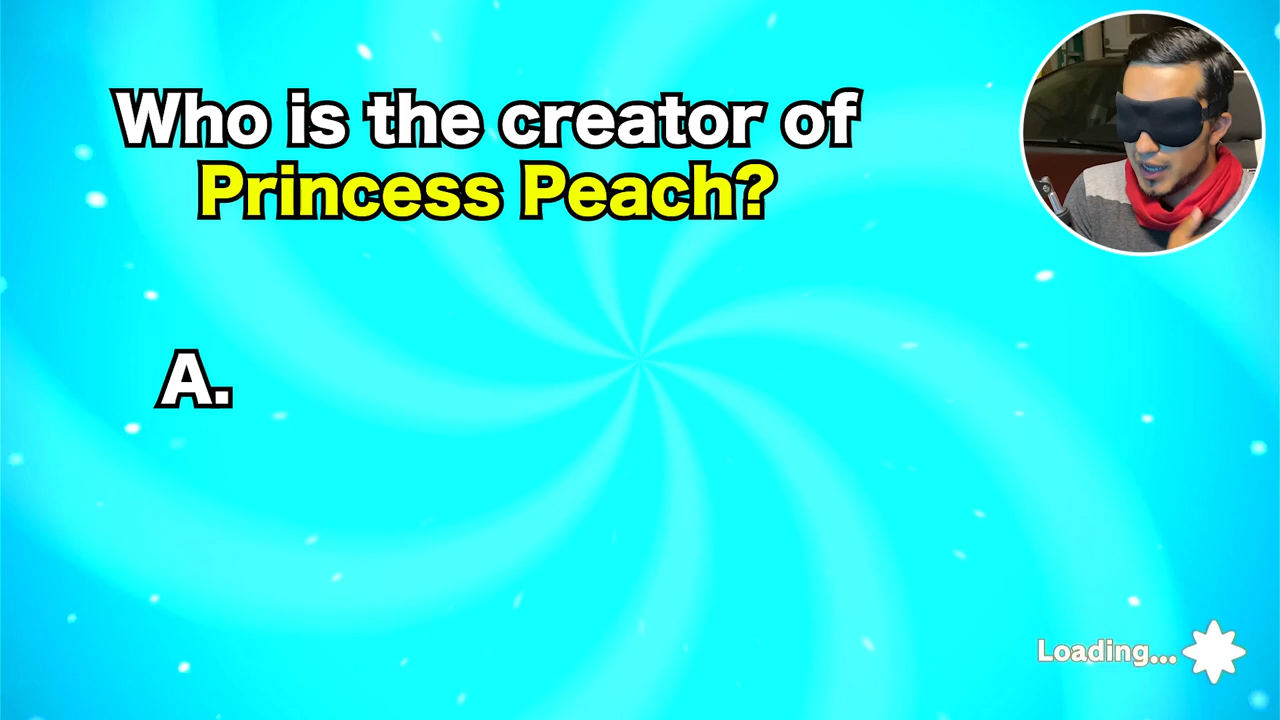 Who is the creator of
Princess Peach?
A.
Loading...